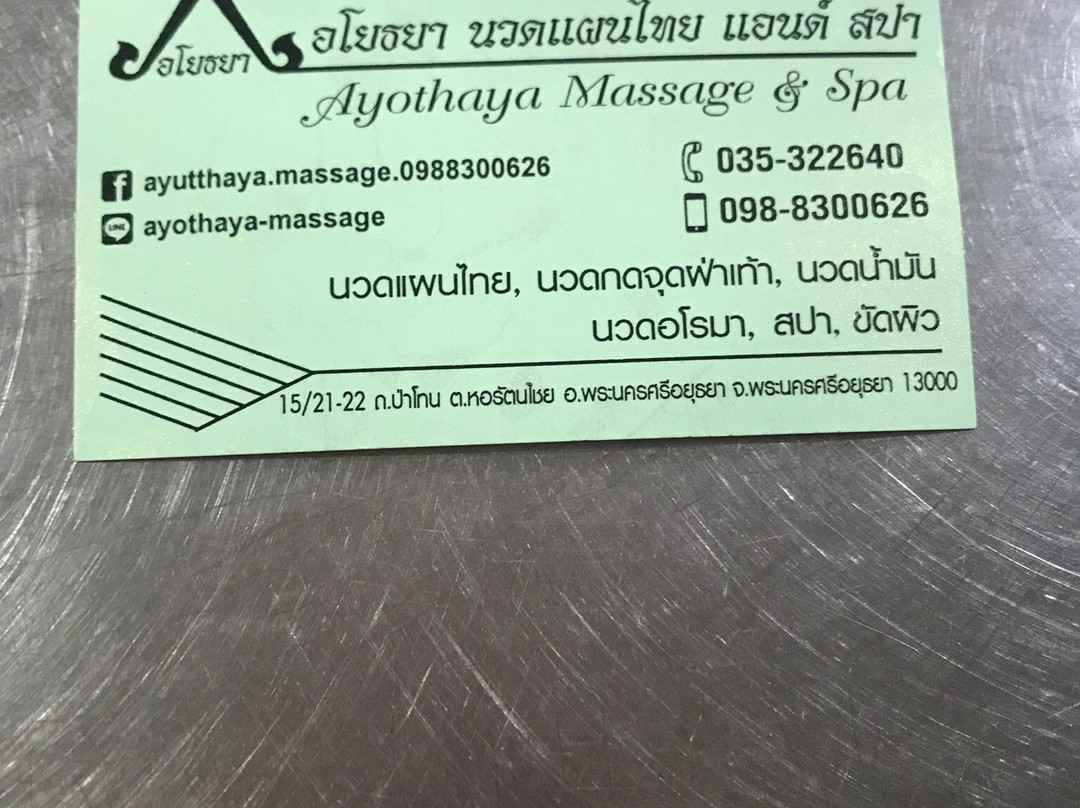 อโยธยา
อโยธยา นวดแผนไทย แอนด์ สปา
Ayothaya Massage & Spa
ayutthaya.massage.0988300626
035-322640
LINE ayothaya-massage
098-8300626
นวดแผนไทย, นวดกดจุดฝ่าเท้า, นวดน้ำมัน
นวดอโรมา, สปา, ขัดผิว
15/21-22 ถ.ป่าโทน ต.หอรัตนไชย อ.พระนครศรีอยุธยา จ.พระนครศรีอยุธยา 13000